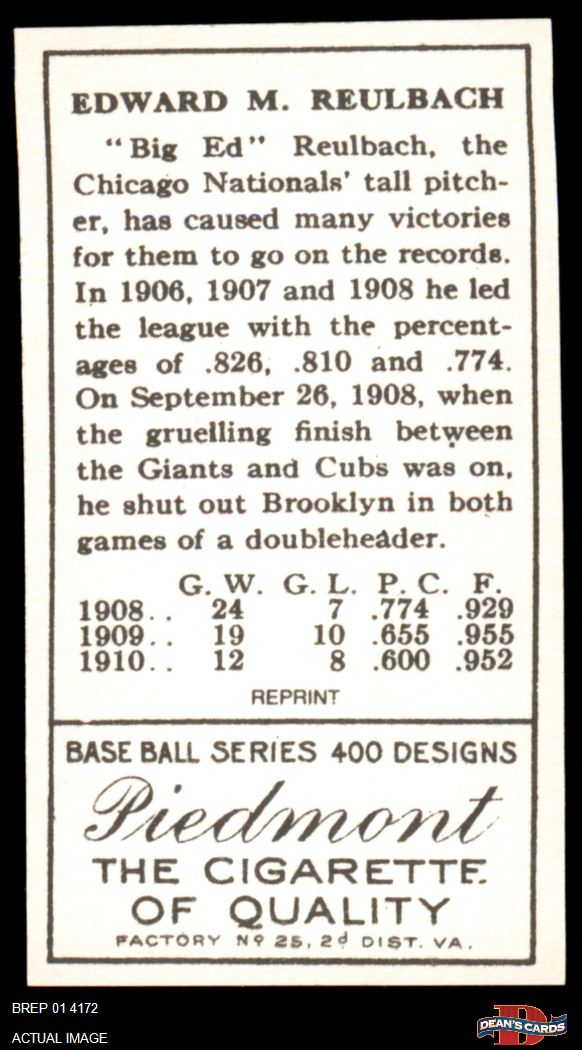 EDWARD M. REULBACH
"Big Ed" Reulbach, the
Chicago Nationals' tall pitch-
er, has caused many victories
for them to go on the records.
In 1906, 1907 and 1908 he led
the league with the percent-
ages of .826, .810 and .774.
On September 26, 1908, when
the gruelling finish between
the Giants and Cubs was on,
he shut out Brooklyn in both
games of a doubleheader.
G. W. G. L. P. C. F.
1908.. 24 7 .774 .929
1909.. 19 10 .655 .955
1910.. 12 8 .600 .952
REPRINT
BASE BALL SERIES 400 DESIGNS
Piedmont
THE CIGARETTE
OF QUALITY
FACTORY Nº 25, 2d DIST. VA.
BREP 01 4172
ACTUAL IMAGE
D
DEAN'S CARDS